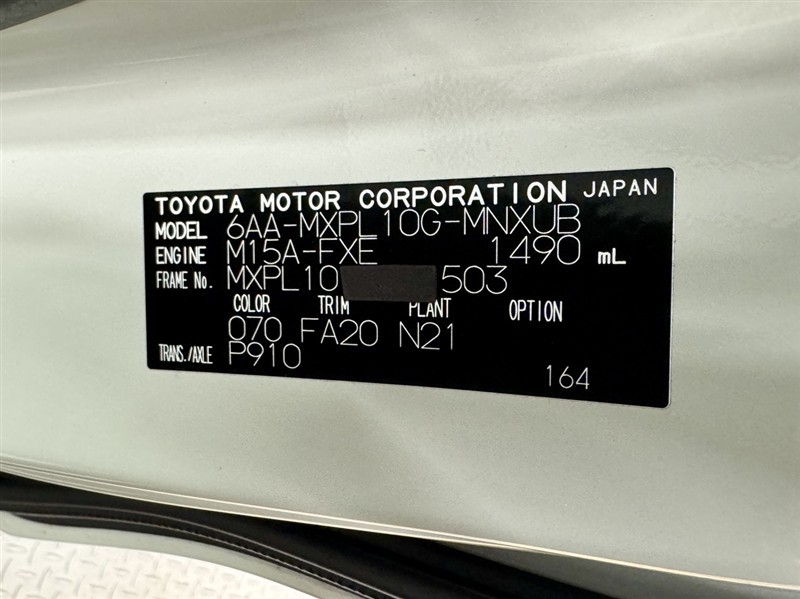 TOYOTA MOTOR CORPORATION JAPAN
MODEL 6AA-MXPL10G-MNXUB
ENGINE M15A-FXE 1490 mL
FRAME No. MXPL10 503
COLOR TRIM PLANT OPTION
070 FA20 N21
TRANS./AXLE P910
164